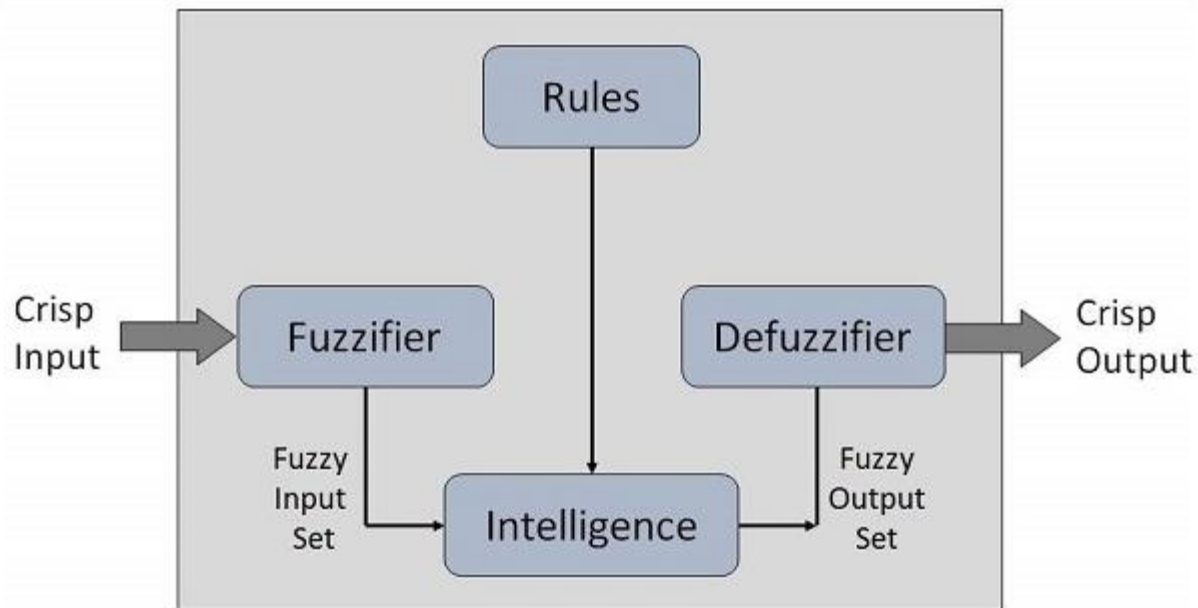 Rules
Crisp
Input
Fuzzifier
Defuzzifier
Crisp
Output
Fuzzy
Input
Set
Intelligence
Fuzzy
Output
Set